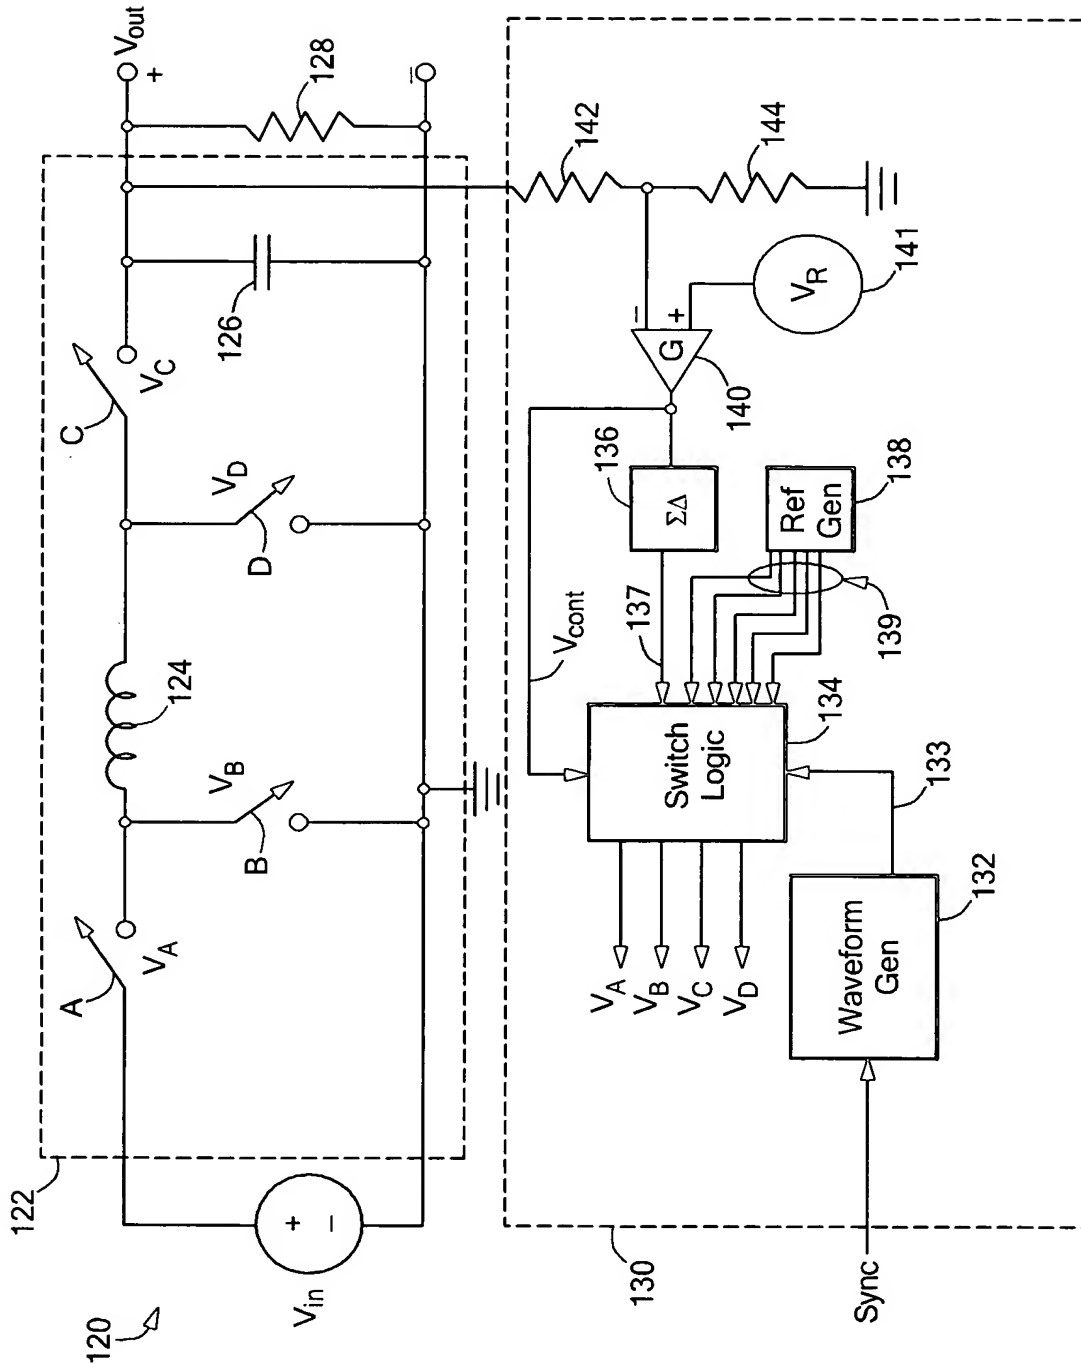 120
Vin
+
−
122
A
VA
B
VB
124
D
VD
C
VC
126
Vout
+
−
128
130
Sync
Waveform
Gen
132
133
VA
VB
VC
VD
Switch
Logic
134
Vcont
137
ΣΔ
136
Ref
Gen
138
139
G
−
+
140
VR
141
142
144